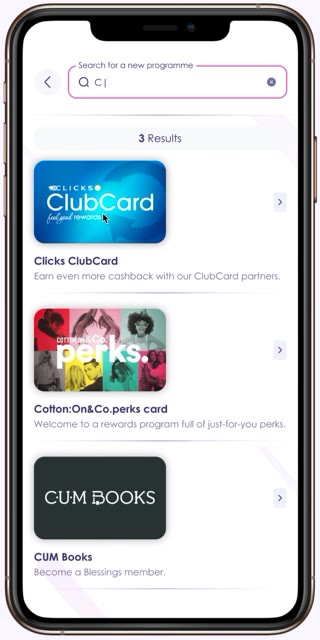 Search for a new programme
C
3 Results
CLICKS
ClubCard
feel good rewards
Clicks ClubCard
Earn even more cashback with our ClubCard partners.
COTTON:ON&Co.
perks.
Cotton:On&Co.perks card
Welcome to a rewards program full of just-for-you perks.
CUM BOOKS
CUM Books
Become a Blessings member.